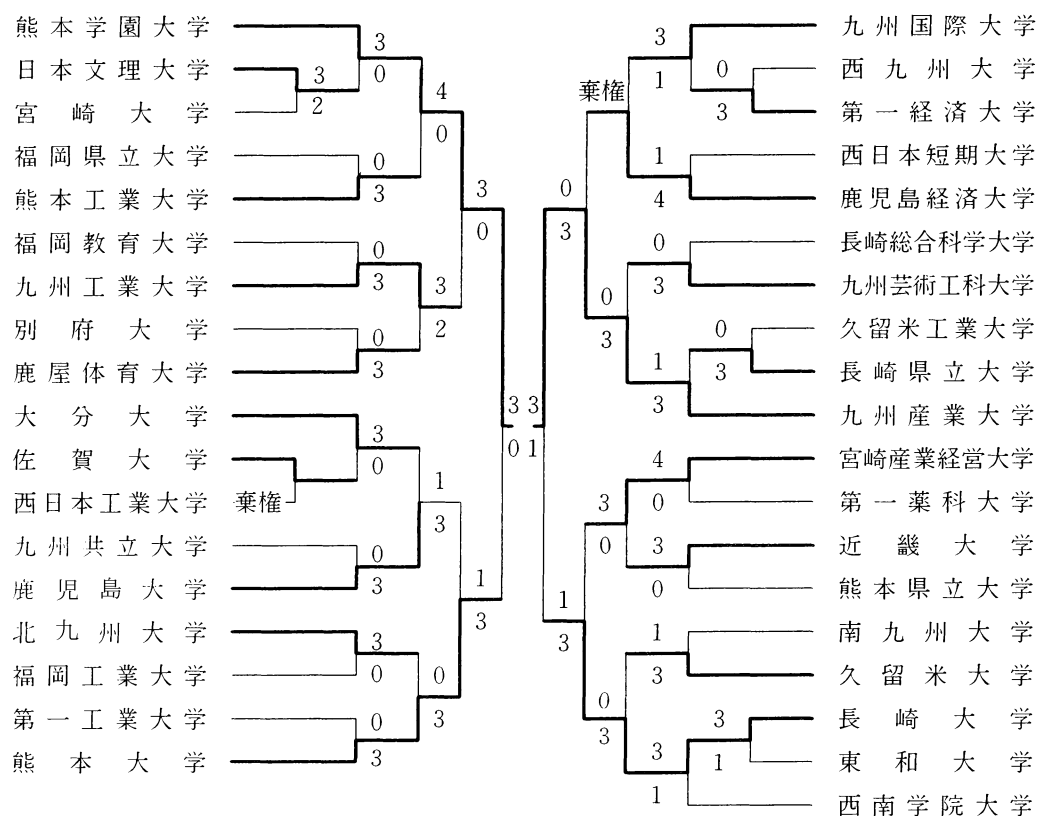 熊本学園大学
日本文理大学
宮崎大学
福岡県立大学
熊本工業大学
福岡教育大学
九州工業大学
別府大学
鹿屋体育大学
大分大学
佐賀大学
西日本工業大学 棄権
九州共立大学
鹿児島大学
北九州大学
福岡工業大学
第一工業大学
熊本大学
3
0
3
2
4
0
0
3
3
0
0
3
3
2
0
3
3
0
1
3
0
3
1
3
3
0
0
3
0
3
3 3
0 1
九州国際大学
西九州大学
第一経済大学
西日本短期大学
鹿児島経済大学
長崎総合科学大学
九州芸術工科大学
久留米工業大学
長崎県立大学
九州産業大学
宮崎産業経営大学
第一薬科大学
近畿大学
熊本県立大学
南九州大学
久留米大学
長崎大学
東和大学
西南学院大学
3
1
0
3
棄権
1
4
0
3
0
3
0
3
0
3
1
3
4
0
3
0
3
0
1
3
1
3
0
3
3
1
3
1